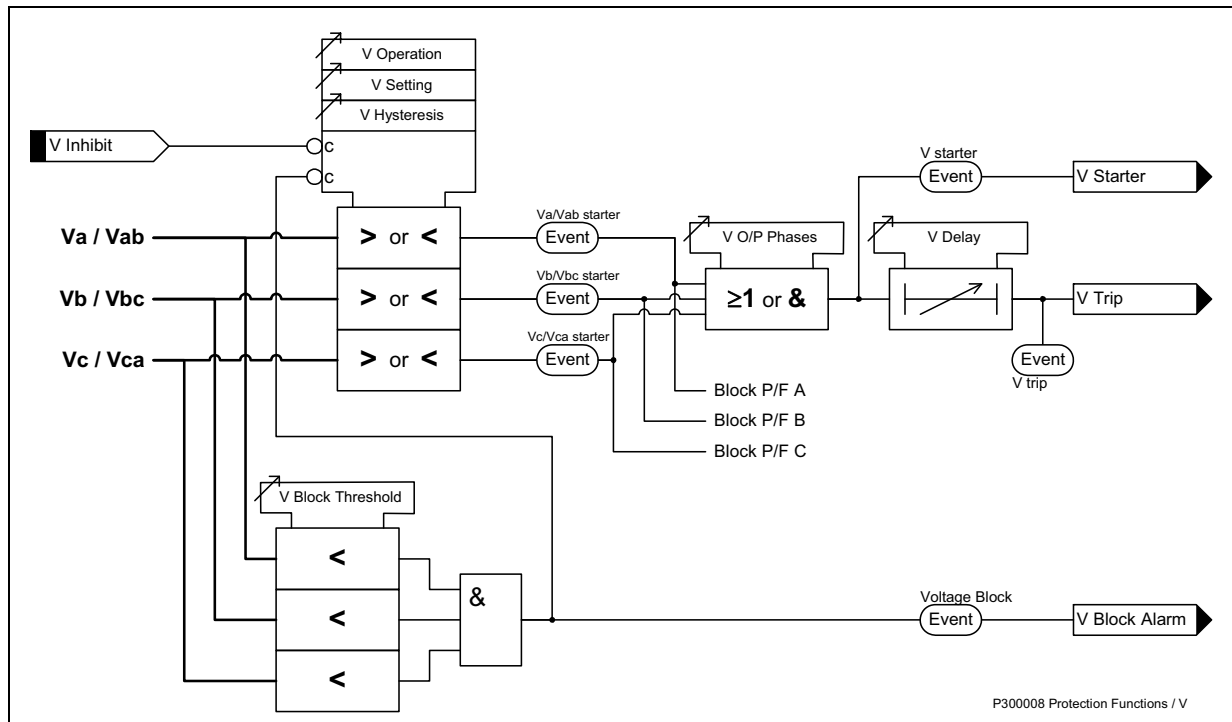 V Operation
V Setting
V Hysteresis
V Inhibit
c
c
V starter
Event
V Starter
Va / Vab
> or <
Va/Vab starter
Event
V O/P Phases
V Delay
Vb / Vbc
> or <
Vb/Vbc starter
Event
≥1 or &
V Trip
Vc / Vca
> or <
Vc/Vca starter
Event
Event
V trip
Block P/F A
Block P/F B
Block P/F C
V Block Threshold
<
<
<
&
Voltage Block
Event
V Block Alarm
P300008 Protection Functions / V